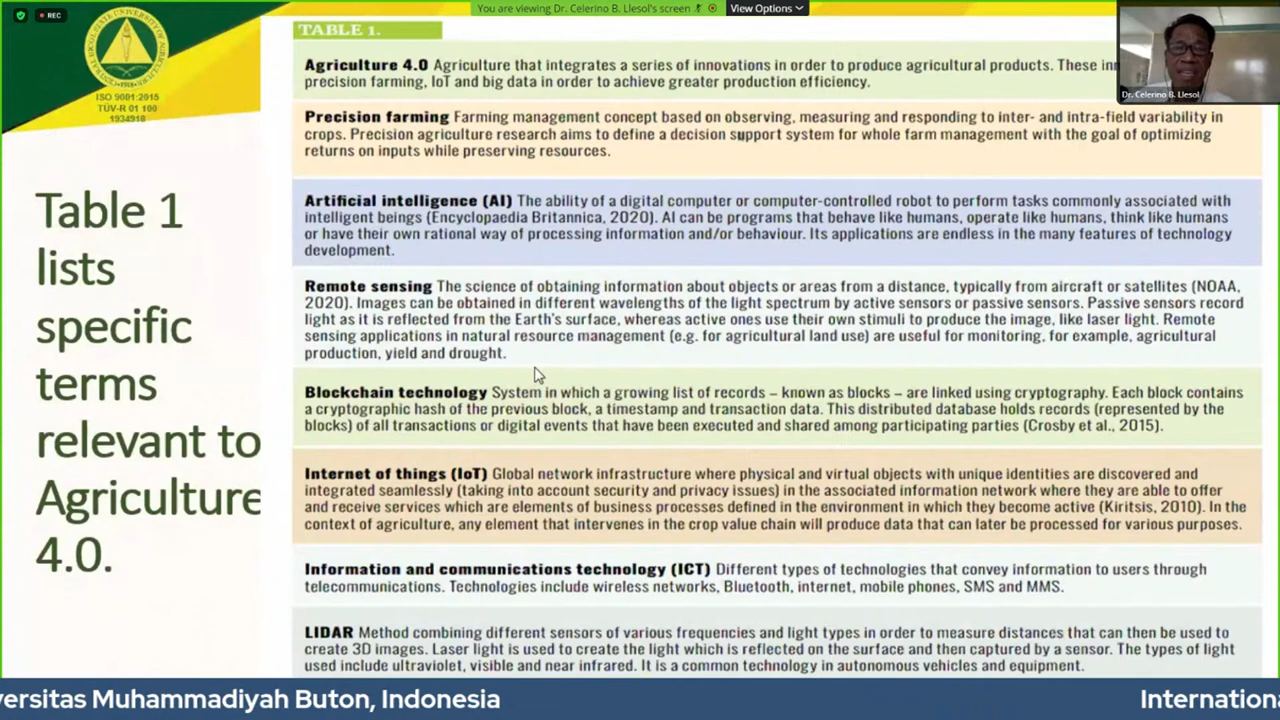 REC
You are viewing Dr. Celerino B. Llesol's screen
View Options
Dr. Celerino B. Llesol
ISO 9001:2015
TÜV-R 01 100
1934918
Table 1
lists
specific
terms
relevant to
Agriculture
4.0.
TABLE 1.
Agriculture 4.0 Agriculture that integrates a series of innovations in order to produce agricultural products. These
precision farming, IoT and big data in order to achieve greater production efficiency.
Precision farming Farming management concept based on observing, measuring and responding to inter- and intra-field variability in
crops. Precision agriculture research aims to define a decision support system for whole farm management with the goal of optimizing
returns on inputs while preserving resources.
Artificial intelligence (AI) The ability of a digital computer or computer-controlled robot to perform tasks commonly associated with
intelligent beings (Encyclopaedia Britannica, 2020). AI can be programs that behave like humans, operate like humans, think like humans
or have their own rational way of processing information and/or behaviour. Its applications are endless in the many features of technology
development.
Remote sensing The science of obtaining information about objects or areas from a distance, typically from aircraft or satellites (NOAA,
2020). Images can be obtained in different wavelengths of the light spectrum by active sensors or passive sensors. Passive sensors record
light as it is reflected from the Earth's surface, whereas active ones use their own stimuli to produce the image, like laser light. Remote
sensing applications in natural resource management (e.g. for agricultural land use) are useful for monitoring, for example, agricultural
production, yield and drought.
Blockchain technology System in which a growing list of records – known as blocks – are linked using cryptography. Each block contains
a cryptographic hash of the previous block, a timestamp and transaction data. This distributed database holds records (represented by the
blocks) of all transactions or digital events that have been executed and shared among participating parties (Crosby et al., 2015).
Internet of things (IoT) Global network infrastructure where physical and virtual objects with unique identities are discovered and
integrated seamlessly (taking into account security and privacy issues) in the associated information network where they are able to offer
and receive services which are elements of business processes defined in the environment in which they become active (Kiritsis, 2010). In the
context of agriculture, any element that intervenes in the crop value chain will produce data that can later be processed for various purposes.
Information and communications technology (ICT) Different types of technologies that convey information to users through
telecommunications. Technologies include wireless networks, Bluetooth, internet, mobile phones, SMS and MMS.
LIDAR Method combining different sensors of various frequencies and light types in order to measure distances that can then be used to
create 3D images. Laser light is used to create the light which is reflected on the surface and then captured by a sensor. The types of light
used include ultraviolet, visible and near infrared. It is a common technology in autonomous vehicles and equipment.
versitas Muhammadiyah Buton, Indonesia
Internationa